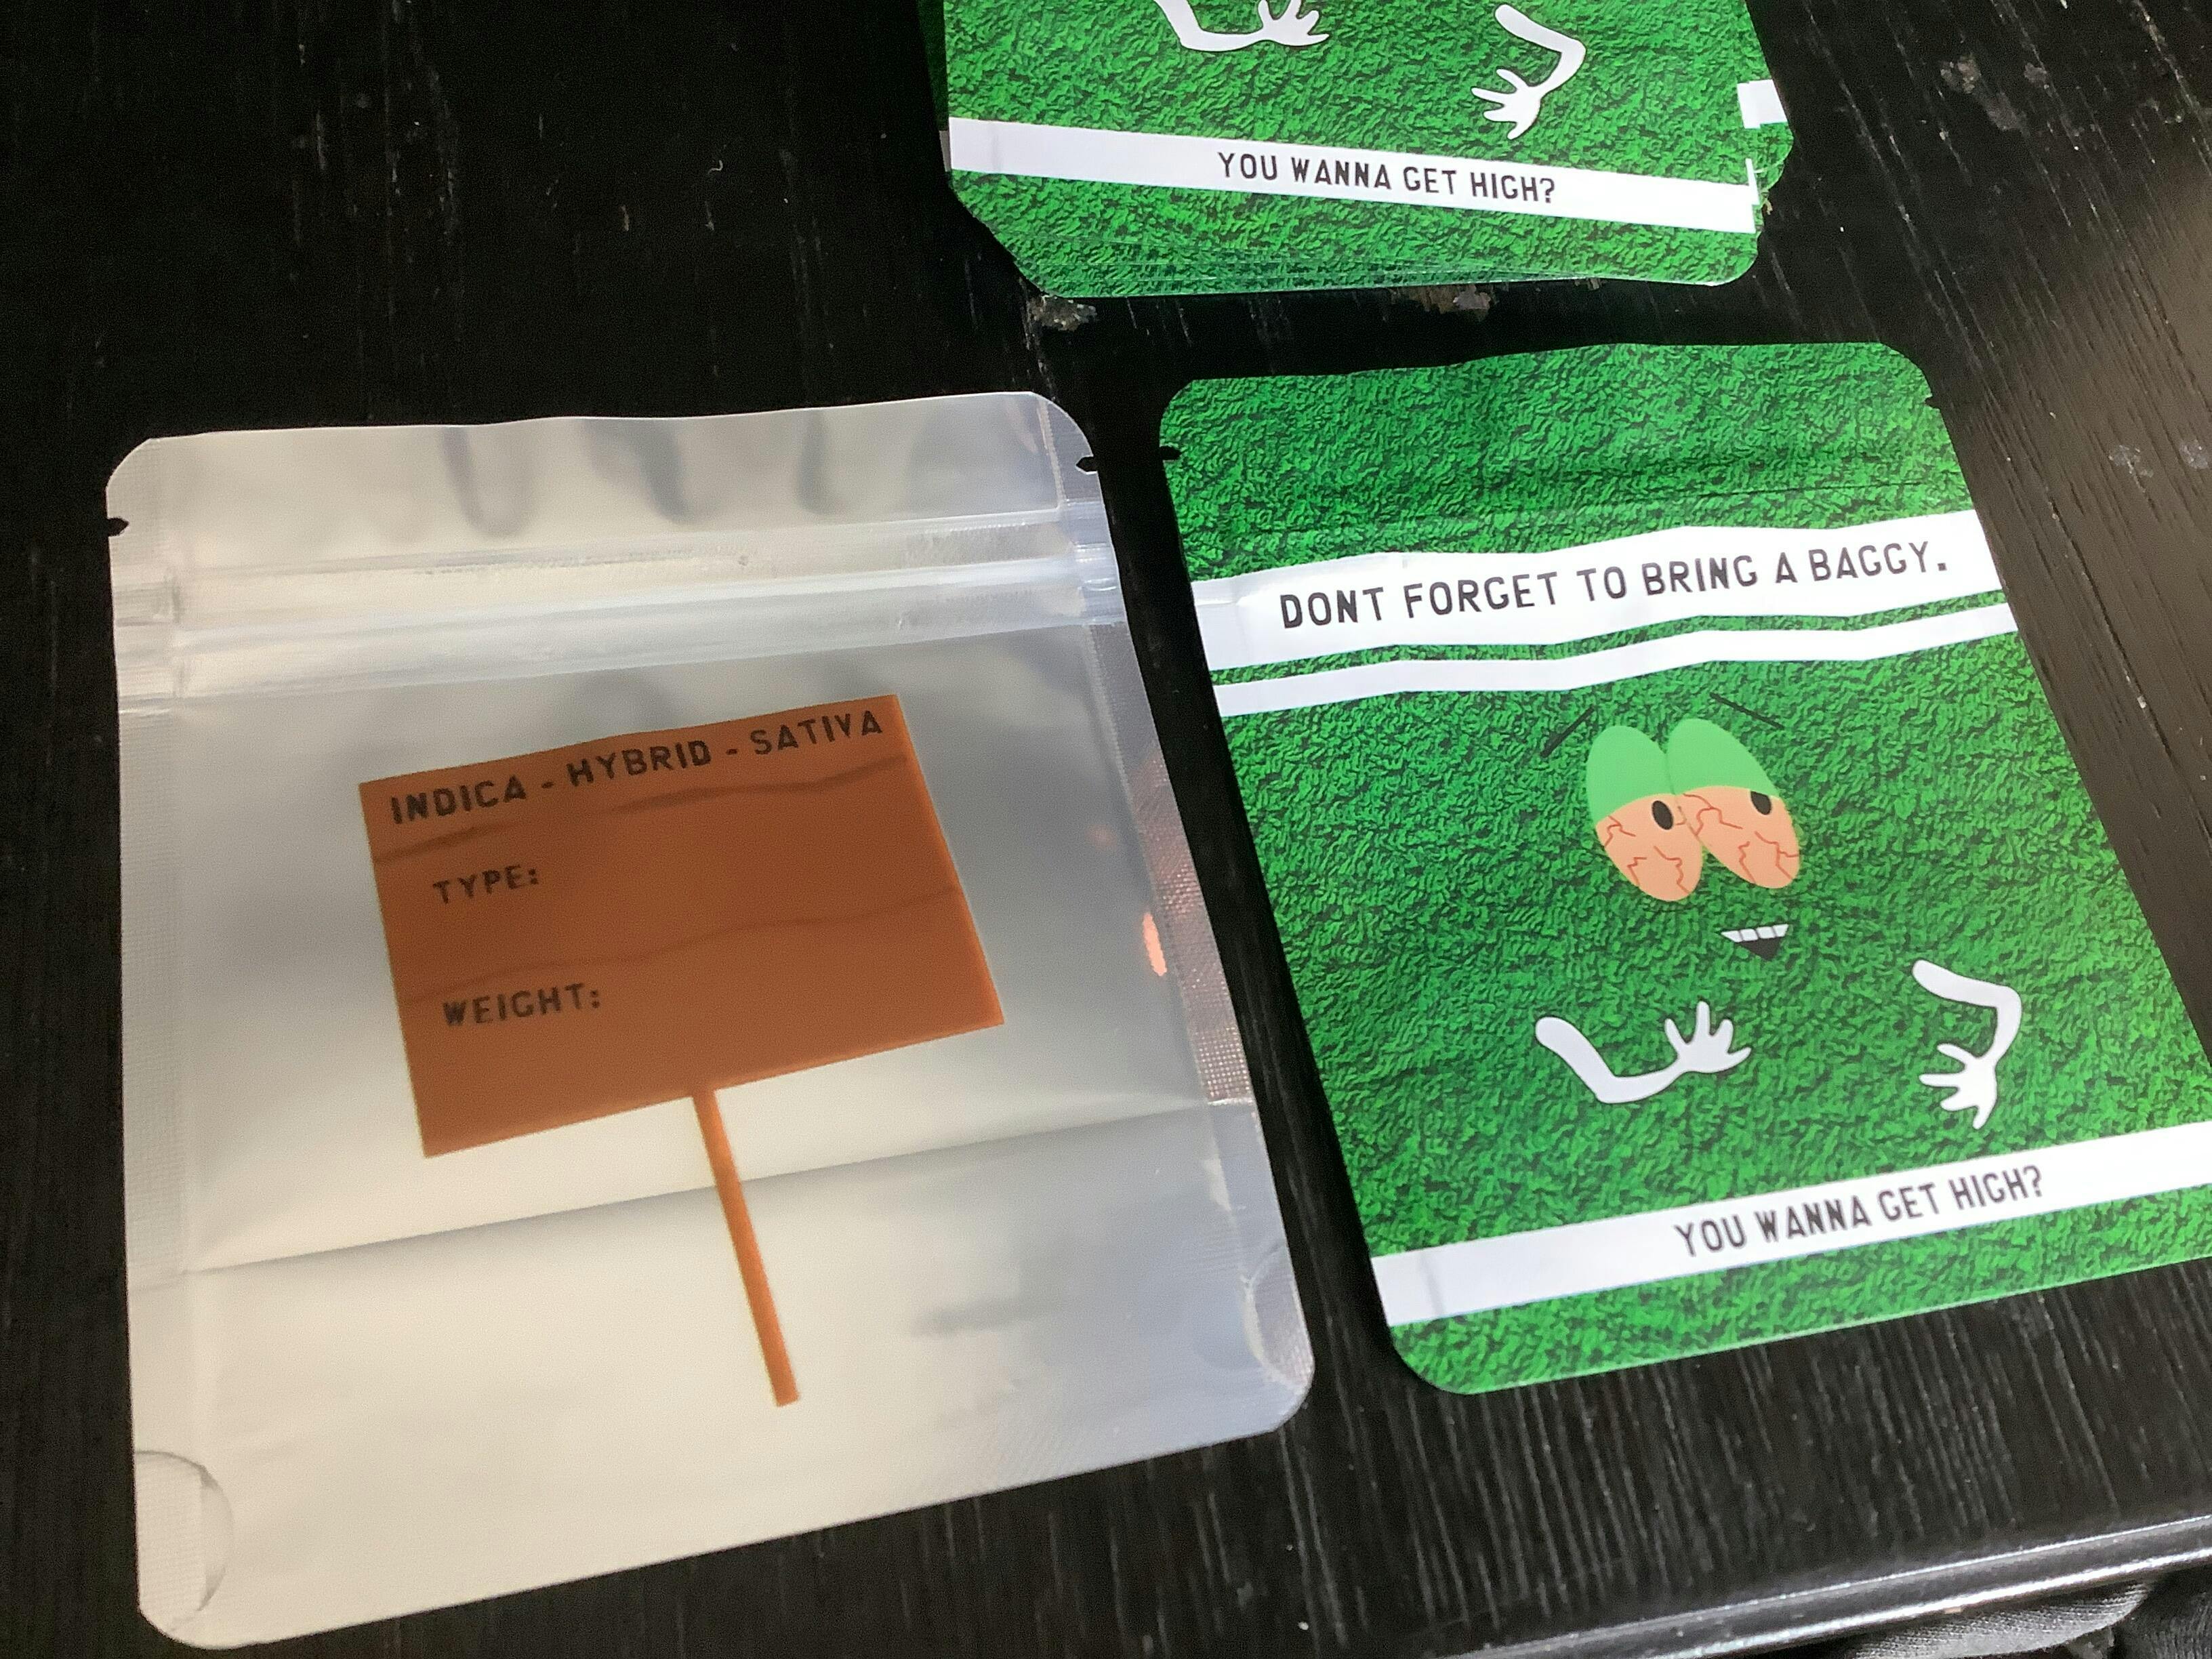 YOU WANNA GET HIGH?
DONT FORGET TO BRING A BAGGY.
YOU WANNA GET HIGH?
INDICA - HYBRID - SATIVA
TYPE:
WEIGHT: